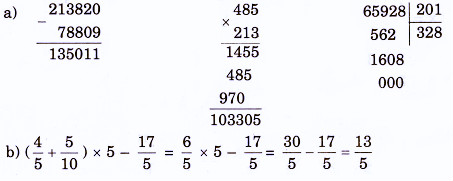 a) 213820 485 65928 201
- 78809 × 213 562 328
135011 1455 1608
485 000
970
103305
b) (4/5 + 5/10) × 5 - 17/5 = 6/5 × 5 - 17/5 = 30/5 - 17/5 = 13/5